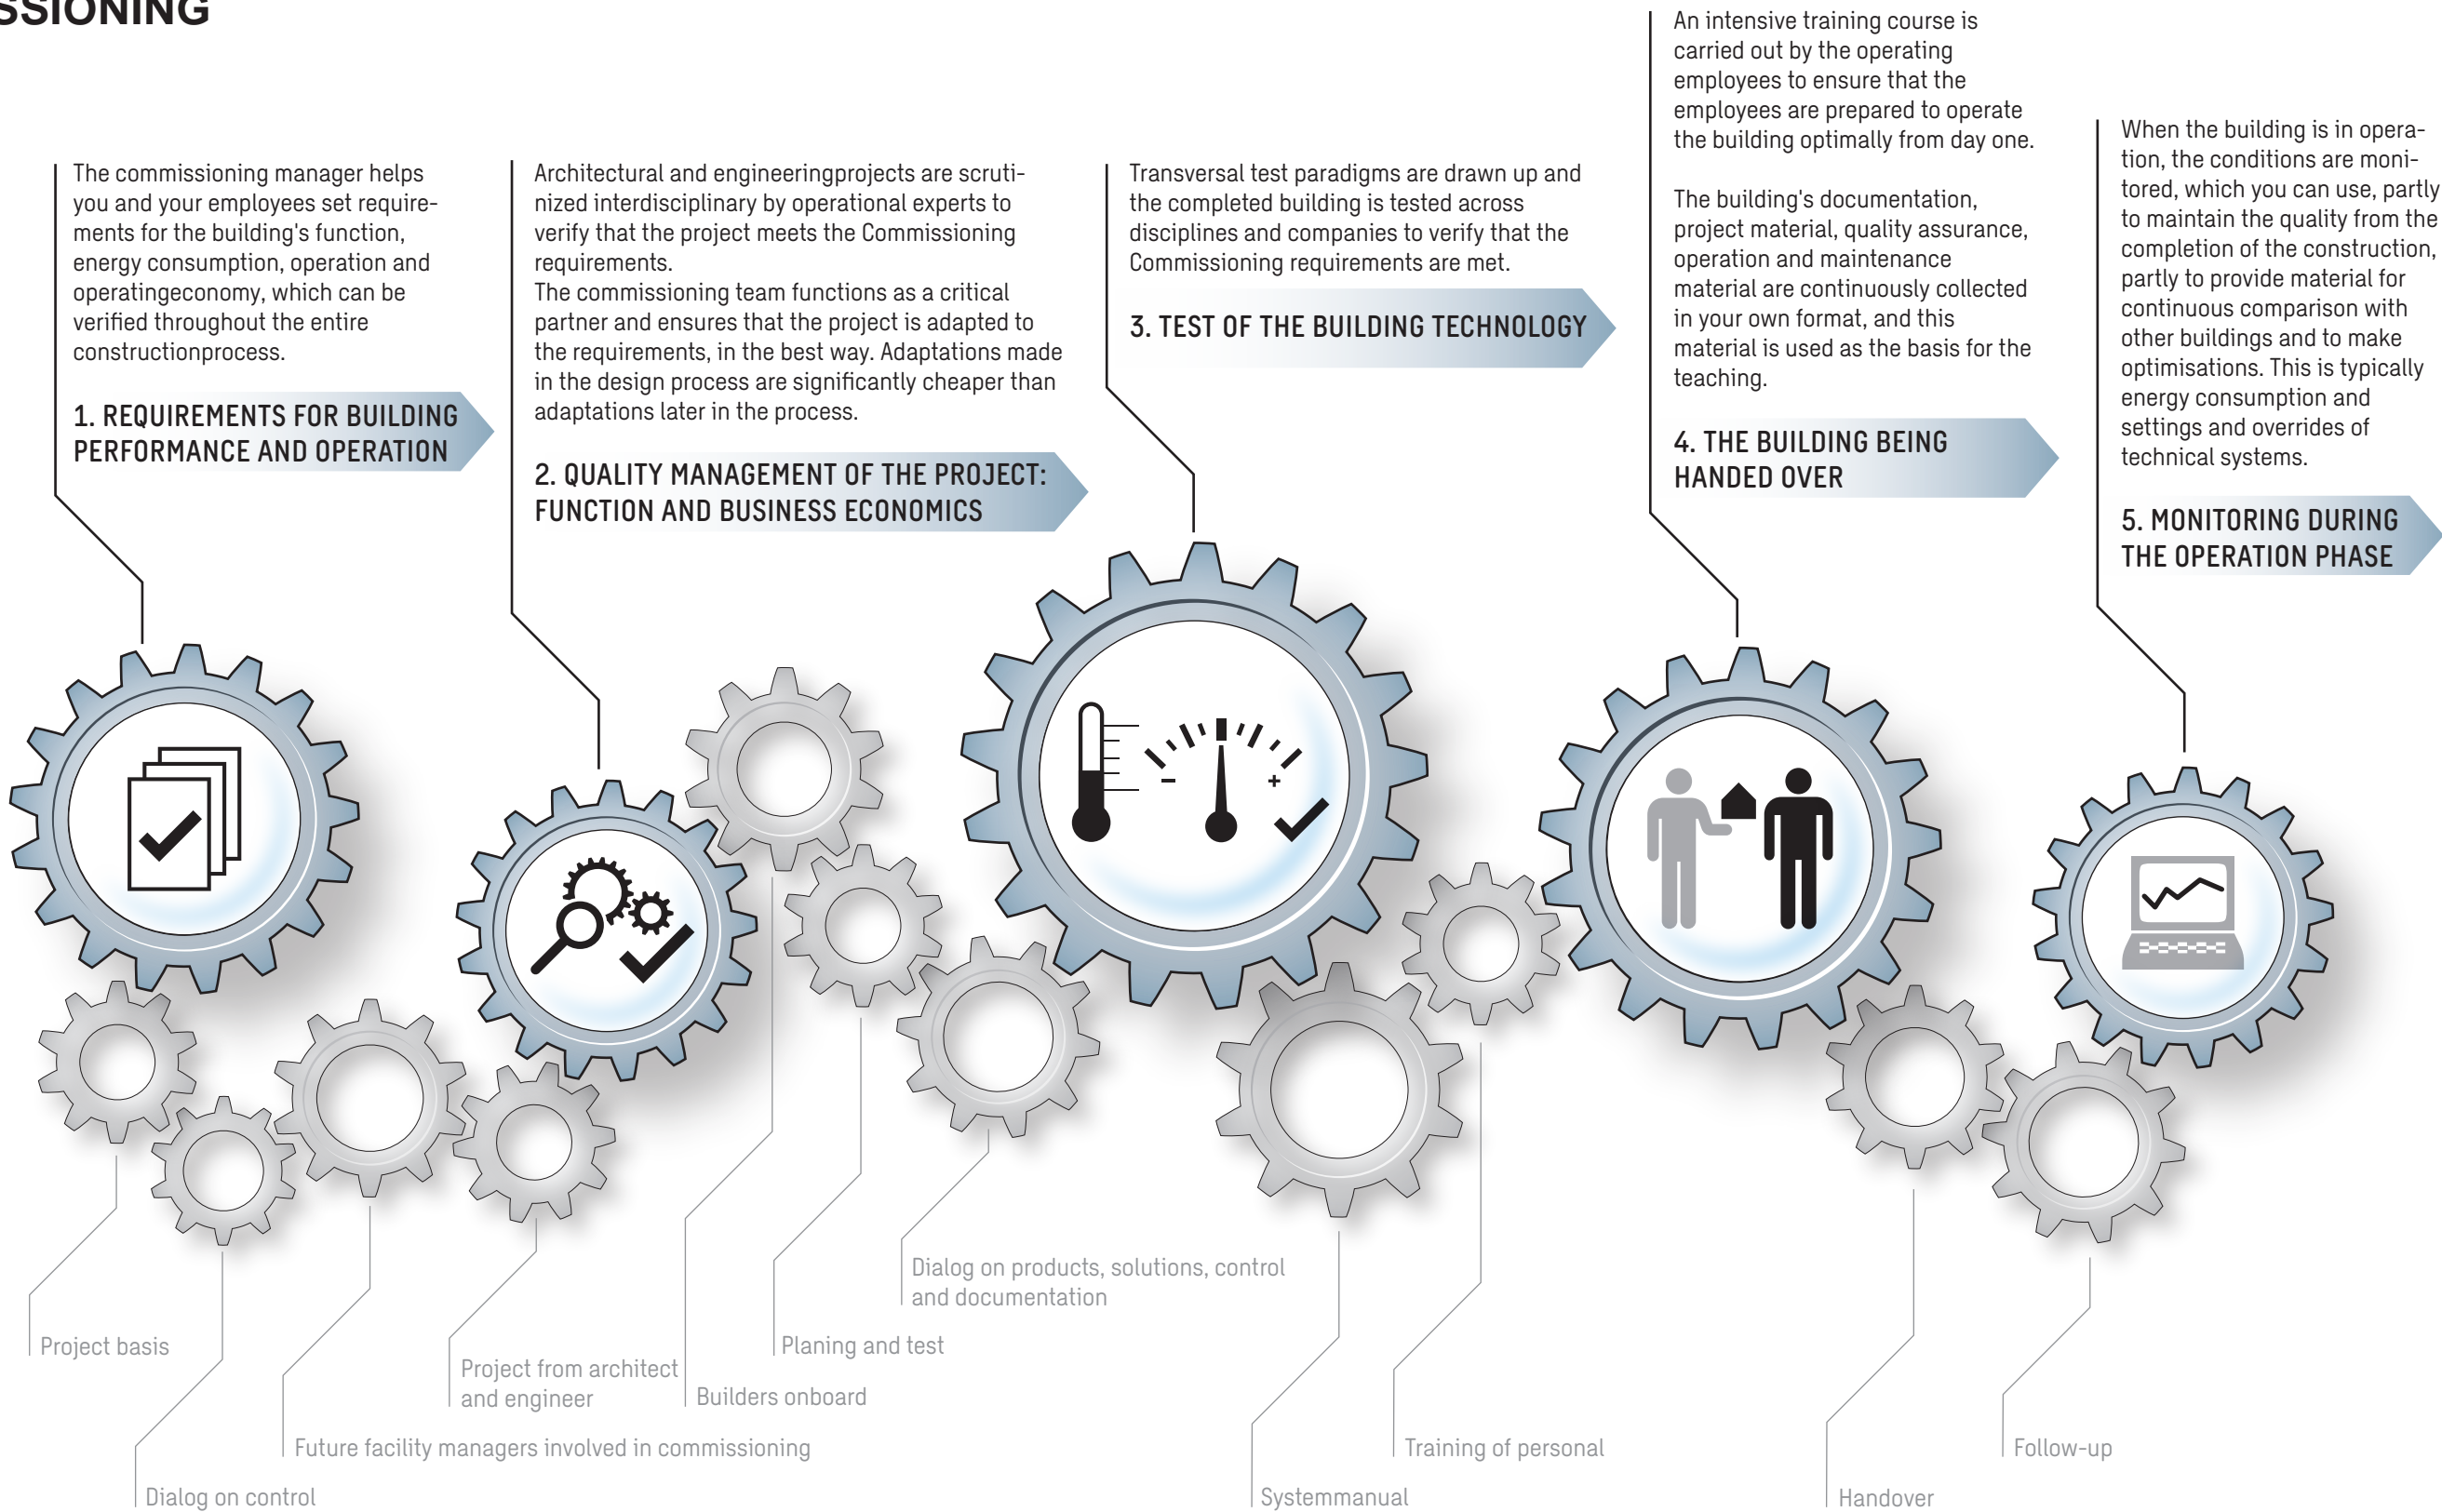 SSIONING
The commissioning manager helps
you and your employees set require-
ments for the building's function,
energy consumption, operation and
operatingeconomy, which can be
verified throughout the entire
constructionprocess.
1. REQUIREMENTS FOR BUILDING
PERFORMANCE AND OPERATION
Architectural and engineeringprojects are scruti-
nized interdisciplinary by operational experts to
verify that the project meets the Commissioning
requirements.
The commissioning team functions as a critical
partner and ensures that the project is adapted to
the requirements, in the best way. Adaptations made
in the design process are significantly cheaper than
adaptations later in the process.
2. QUALITY MANAGEMENT OF THE PROJECT:
FUNCTION AND BUSINESS ECONOMICS
Transversal test paradigms are drawn up and
the completed building is tested across
disciplines and companies to verify that the
Commissioning requirements are met.
3. TEST OF THE BUILDING TECHNOLOGY
An intensive training course is
carried out by the operating
employees to ensure that the
employees are prepared to operate
the building optimally from day one.
The building's documentation,
project material, quality assurance,
operation and maintenance
material are continuously collected
in your own format, and this
material is used as the basis for the
teaching.
4. THE BUILDING BEING
HANDED OVER
When the building is in opera-
tion, the conditions are moni-
tored, which you can use, partly
to maintain the quality from the
completion of the construction,
partly to provide material for
continuous comparison with
other buildings and to make
optimisations. This is typically
energy consumption and
settings and overrides of
technical systems.
5. MONITORING DURING
THE OPERATION PHASE
- +
Project basis
Dialog on control
Future facility managers involved in commissioning
Project from architect
and engineer
Builders onboard
Planing and test
Dialog on products, solutions, control
and documentation
Systemmanual
Training of personal
Handover
Follow-up